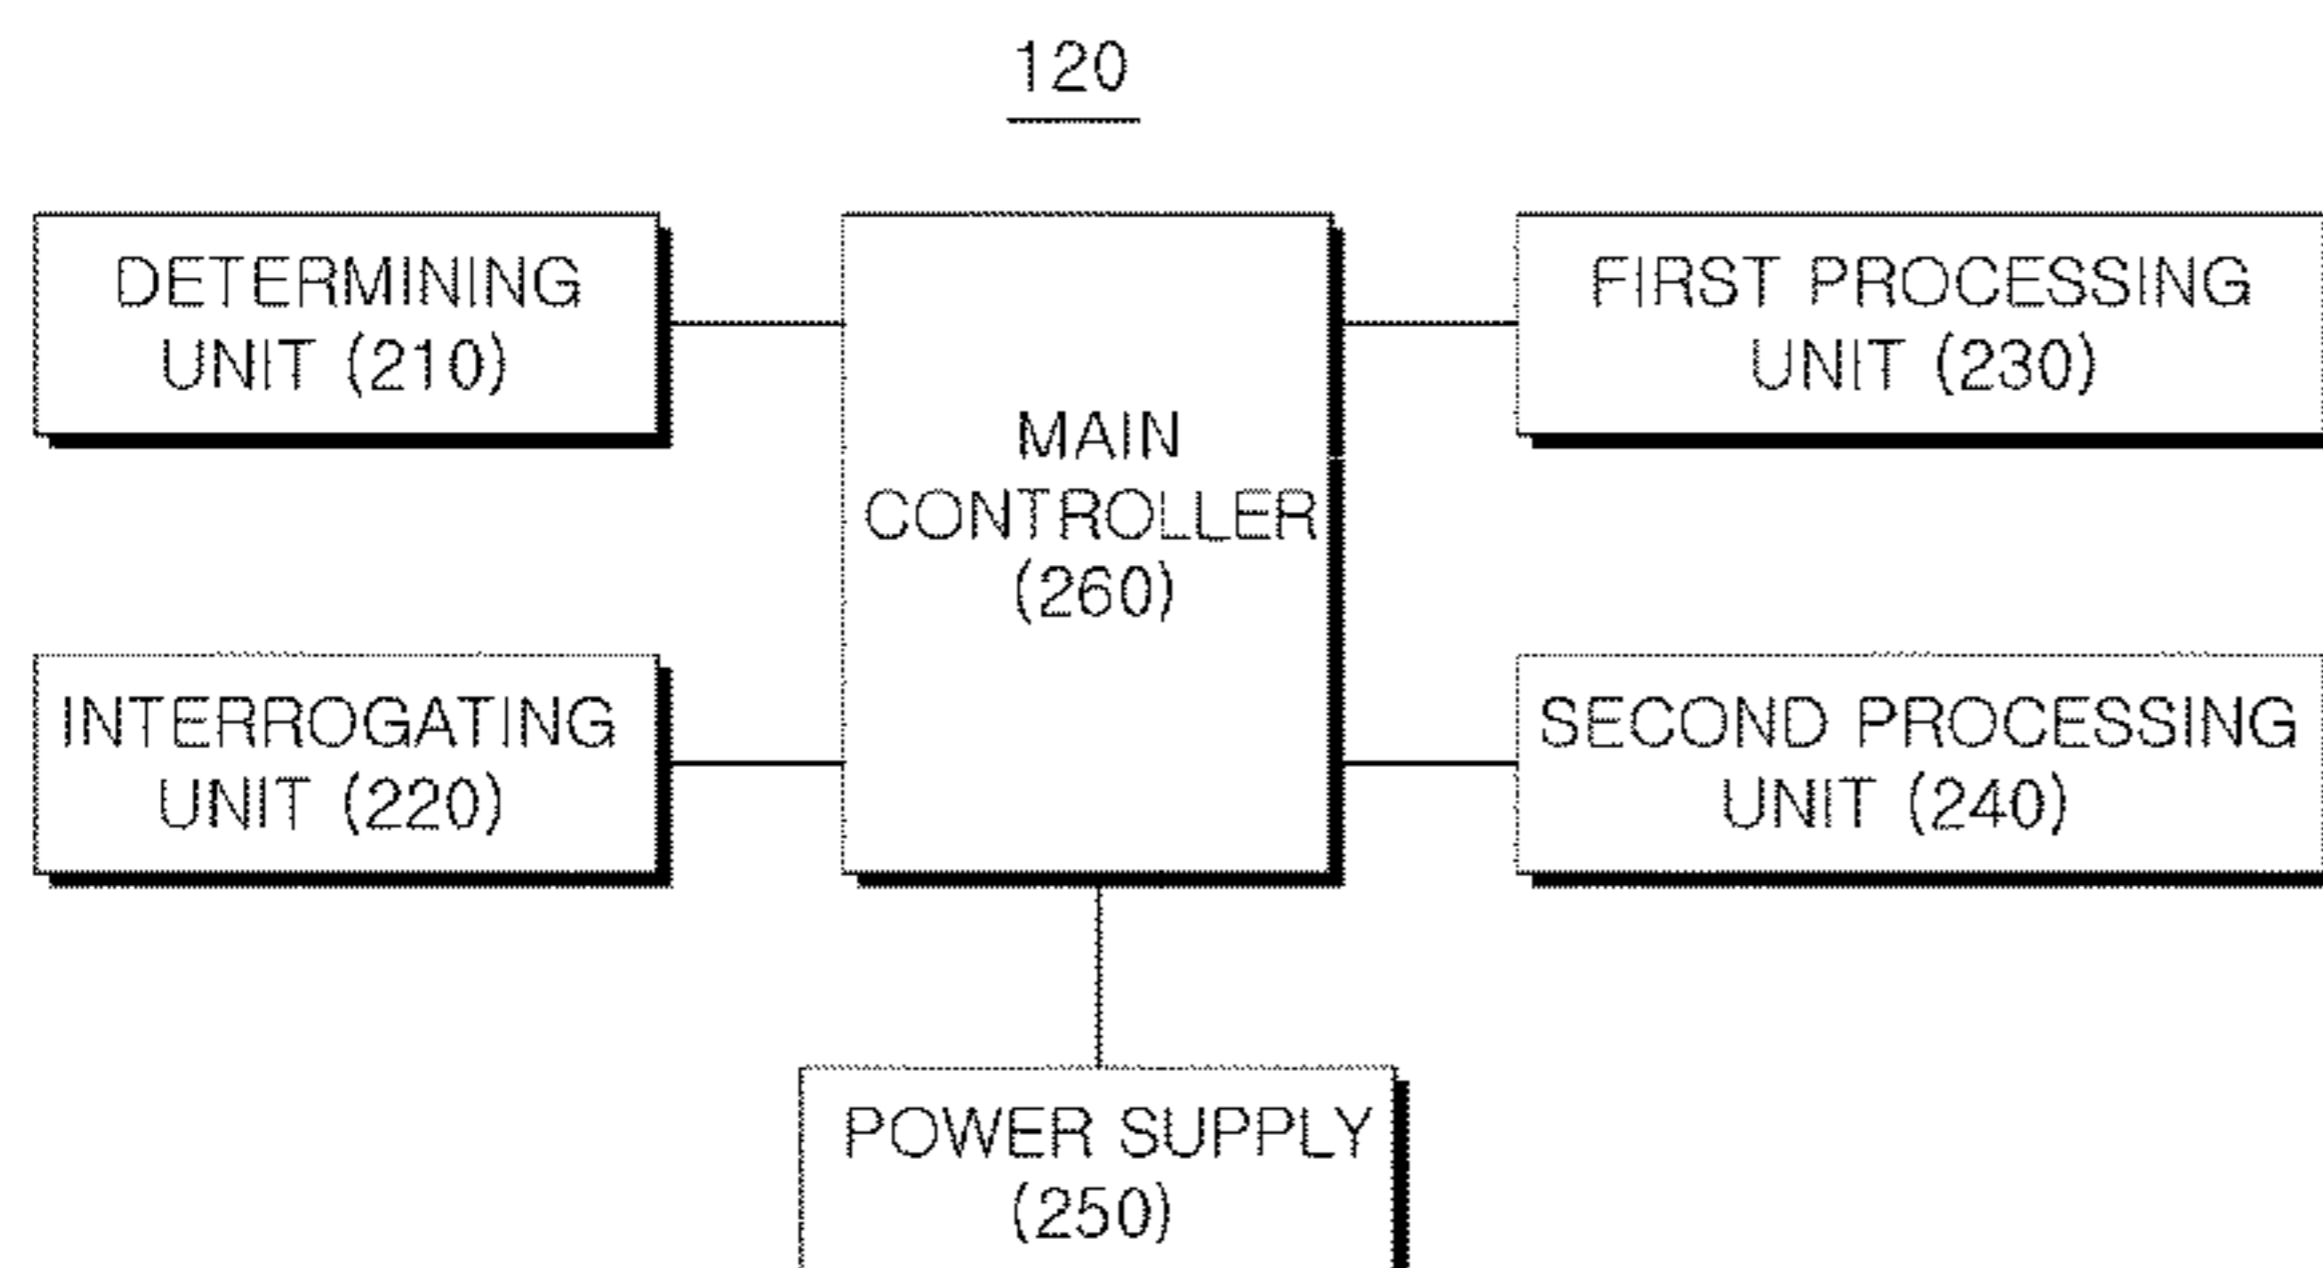 120
DETERMINING
UNIT (210)
MAIN
CONTROLLER
(260)
FIRST PROCESSING
UNIT (230)
INTERROGATING
UNIT (220)
SECOND PROCESSING
UNIT (240)
POWER SUPPLY
(250)